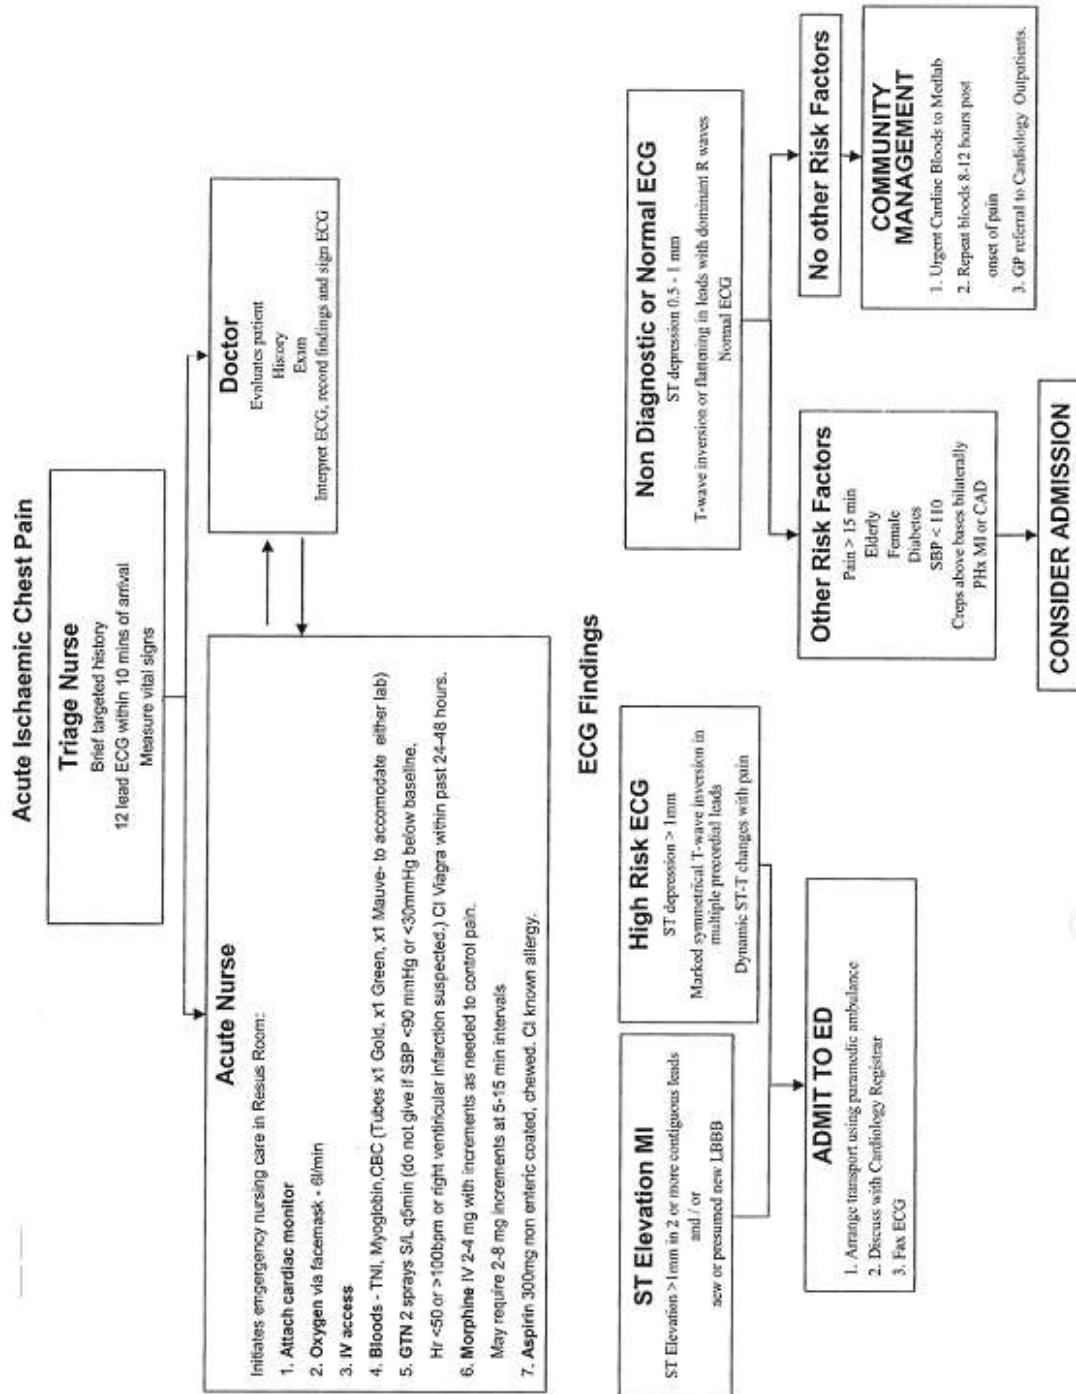 Acute Ischaemic Chest Pain
Triage Nurse
Brief targeted history
12 lead ECG within 10 mins of arrival
Measure vital signs
Acute Nurse
Initiates emgergency nursing care in Resus Room:
1. Attach cardiac monitor
2. Oxygen via facemask - 6l/min
3. IV access
4. Bloods - TNI, Myoglobin,CBC (Tubes x1 Gold, x1 Green, x1 Mauve- to accomodate either lab)
5. GTN 2 sprays S/L q5min (do not give if SBP <90 mmHg or <30mmHg below baseline,
Hr <50 or >100bpm or right ventricular infarction suspected.) CI Viagra within past 24-48 hours.
6. Morphine IV 2-4 mg with increments as needed to control pain.
May require 2-8 mg increments at 5-15 min intervals
7. Aspirin 300mg non enteric coated, chewed. CI known allergy.
Doctor
Evaluates patient
History
Exam
Interpret ECG, record findings and sign ECG
ECG Findings
ST Elevation MI
ST Elevation >1mm in 2 or more contiguous leads
and / or
new or presumed new LBBB
High Risk ECG
ST depression > 1mm
Marked symmetrical T-wave inversion in
multiple precordial leads
Dynamic ST-T changes with pain
ADMIT TO ED
1. Arrange transport using paramedic ambulance
2. Discuss with Cardiology Registrar
3. Fax ECG
Non Diagnostic or Normal ECG
ST depression 0.5 - 1 mm
T-wave inversion or flattening in leads with dominant R waves
Normal ECG
Other Risk Factors
Pain > 15 min
Elderly
Female
Diabetes
SBP < 110
Creps above bases bilaterally
PHx MI or CAD
CONSIDER ADMISSION
No other Risk Factors
COMMUNITY
MANAGEMENT
1. Urgent Cardiac Bloods to Medlab
2. Repeat bloods 8-12 hours post
onset of pain
3. GP referral to Cardiology Outpatients.